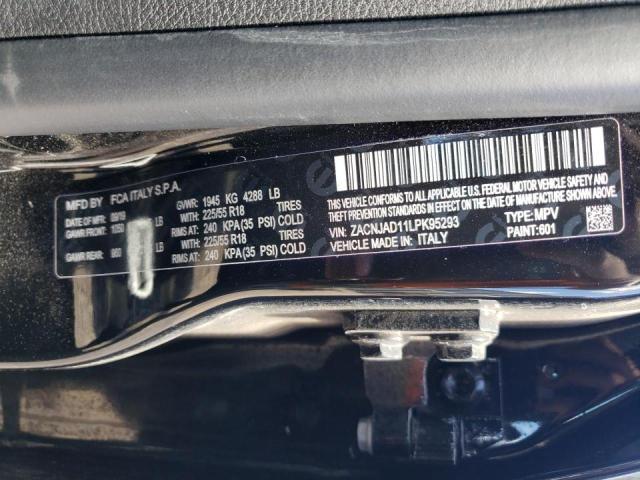 MFD BY FCA ITALY S.P.A.
DATE OF MFR 09/19 GVWR: 1945 KG 4288 LB
GAWR FRONT: 1050 LB WITH 225/55 R18 TIRES
RIMS AT: 240 KPA(35 PSI) COLD
GAWR REAR: LB WITH 225/55 R18 TIRES
RIMS AT: 240 KPA(35 PSI) COLD
THIS VEHICLE CONFORMS TO ALL APPLICABLE
FEDERAL MOTOR VEHICLE SAFETY, BUMPER, AND
THEFT PREVENTION STANDARDS IN EFFECT ON THE
DATE OF MANUFACTURE SHOWN ABOVE.
VIN: ZACNJAD11LPK95293 TYPE: MPV
VEHICLE MADE IN: ITALY PAINT: 601